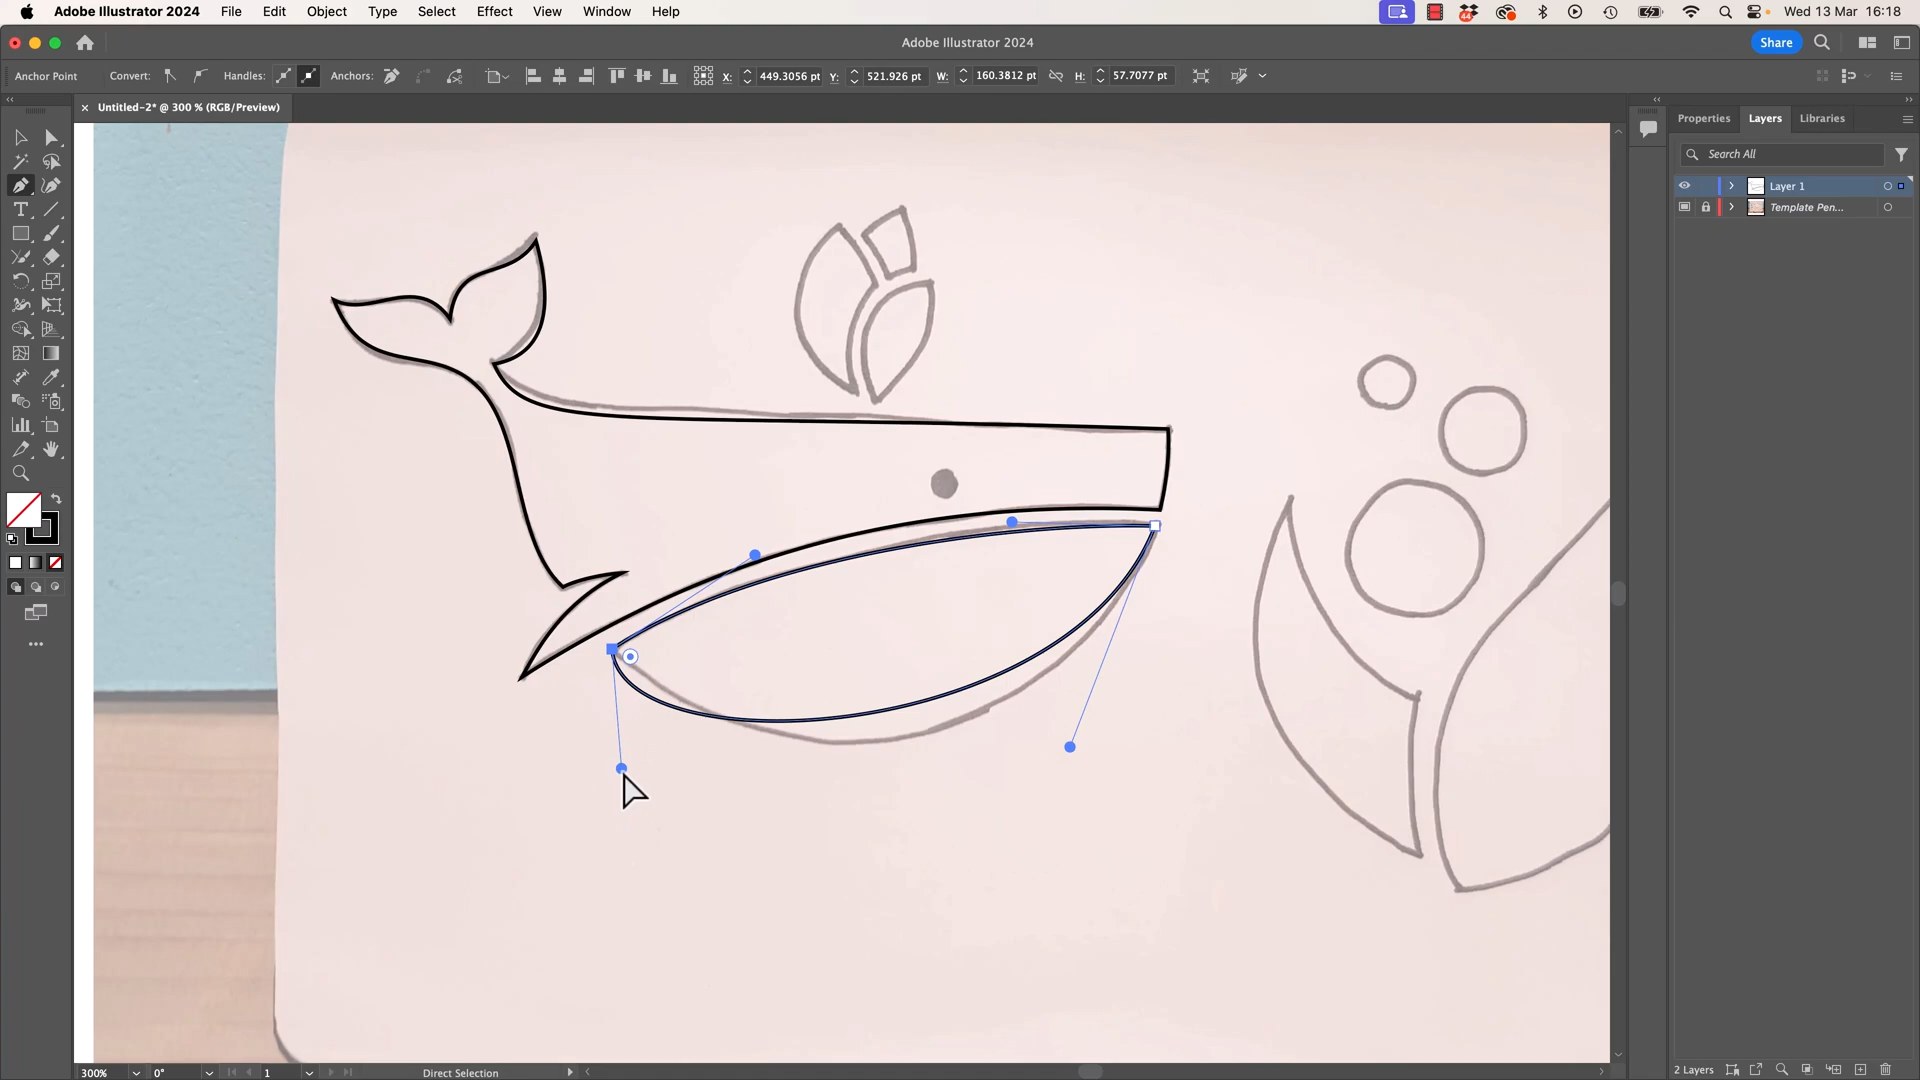 Adobe Illustrator 2024 File Edit Object Type Select Effect View Window Help 44 Wed 13 Mar 16:18
Adobe Illustrator 2024 Share
Anchor Point Convert: Handles: Anchors: X: 449.3056 pt Y: 521.926 pt W: 160.3812 pt H: 57.7077 pt
Untitled-2* @ 300 % (RGB/Preview)
Properties Layers Libraries
Search All
Layer 1
Template Pen...
300% 0° 1 Direct Selection
2 Layers